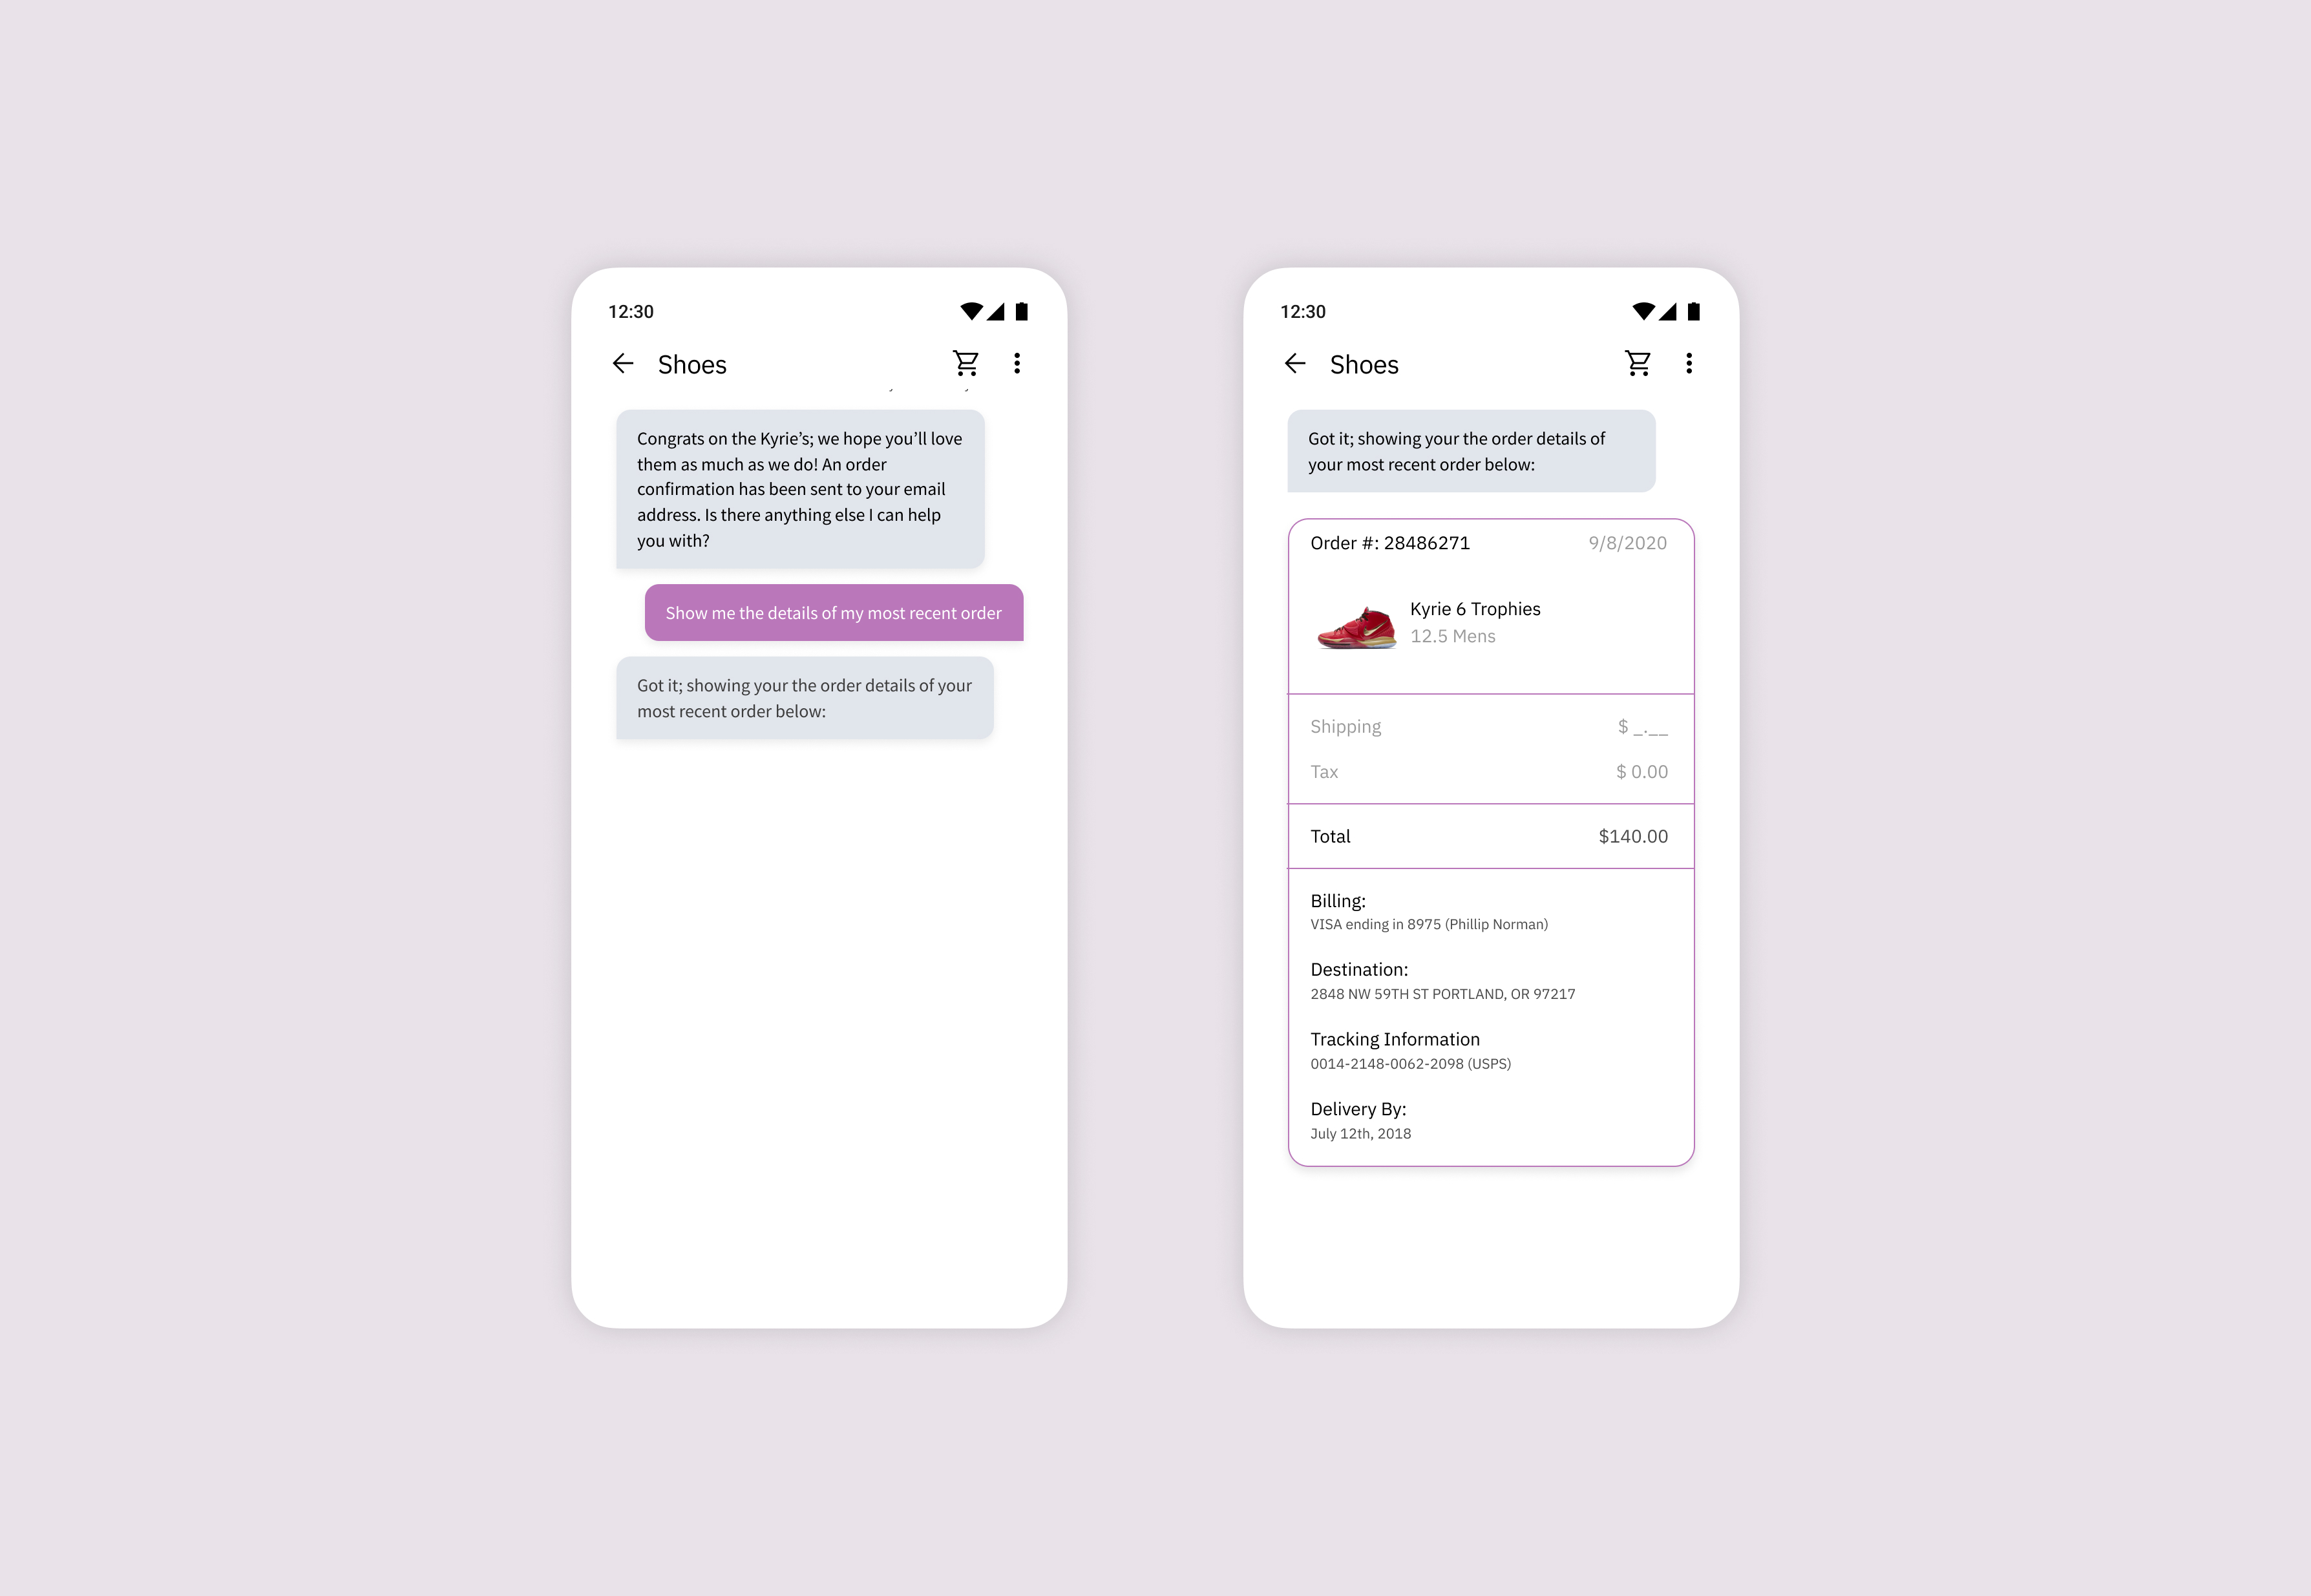 12:30
Shoes
Congrats on the Kyrie’s; we hope you’ll love
them as much as we do! An order
confirmation has been sent to your email
address. Is there anything else I can help
you with?
Show me the details of my most recent order
Got it; showing your the order details of your
most recent order below:
12:30
Shoes
Got it; showing your the order details of
your most recent order below:
Order #: 28486271 9/8/2020
Kyrie 6 Trophies
12.5 Mens
Shipping $ _.__
Tax $ 0.00
Total $140.00
Billing:
VISA ending in 8975 (Phillip Norman)
Destination:
2848 NW 59TH ST PORTLAND, OR 97217
Tracking Information
0014-2148-0062-2098 (USPS)
Delivery By:
July 12th, 2018